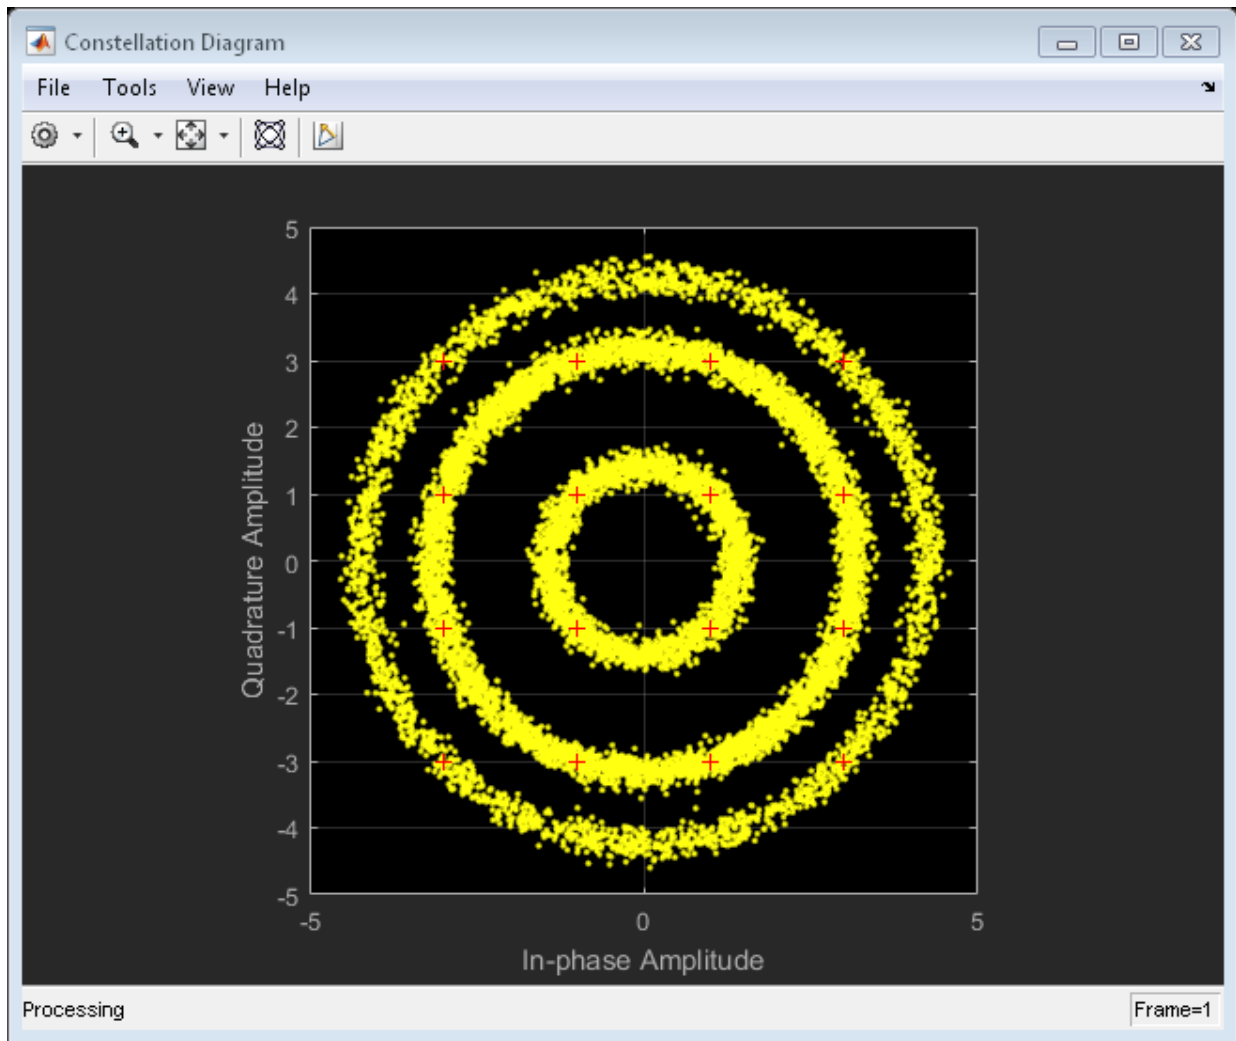 Constellation Diagram
File Tools View Help
5
4
3
2
1
0
-1
-2
-3
-4
-5
Quadrature Amplitude
-5 0 5
In-phase Amplitude
Processing Frame=1